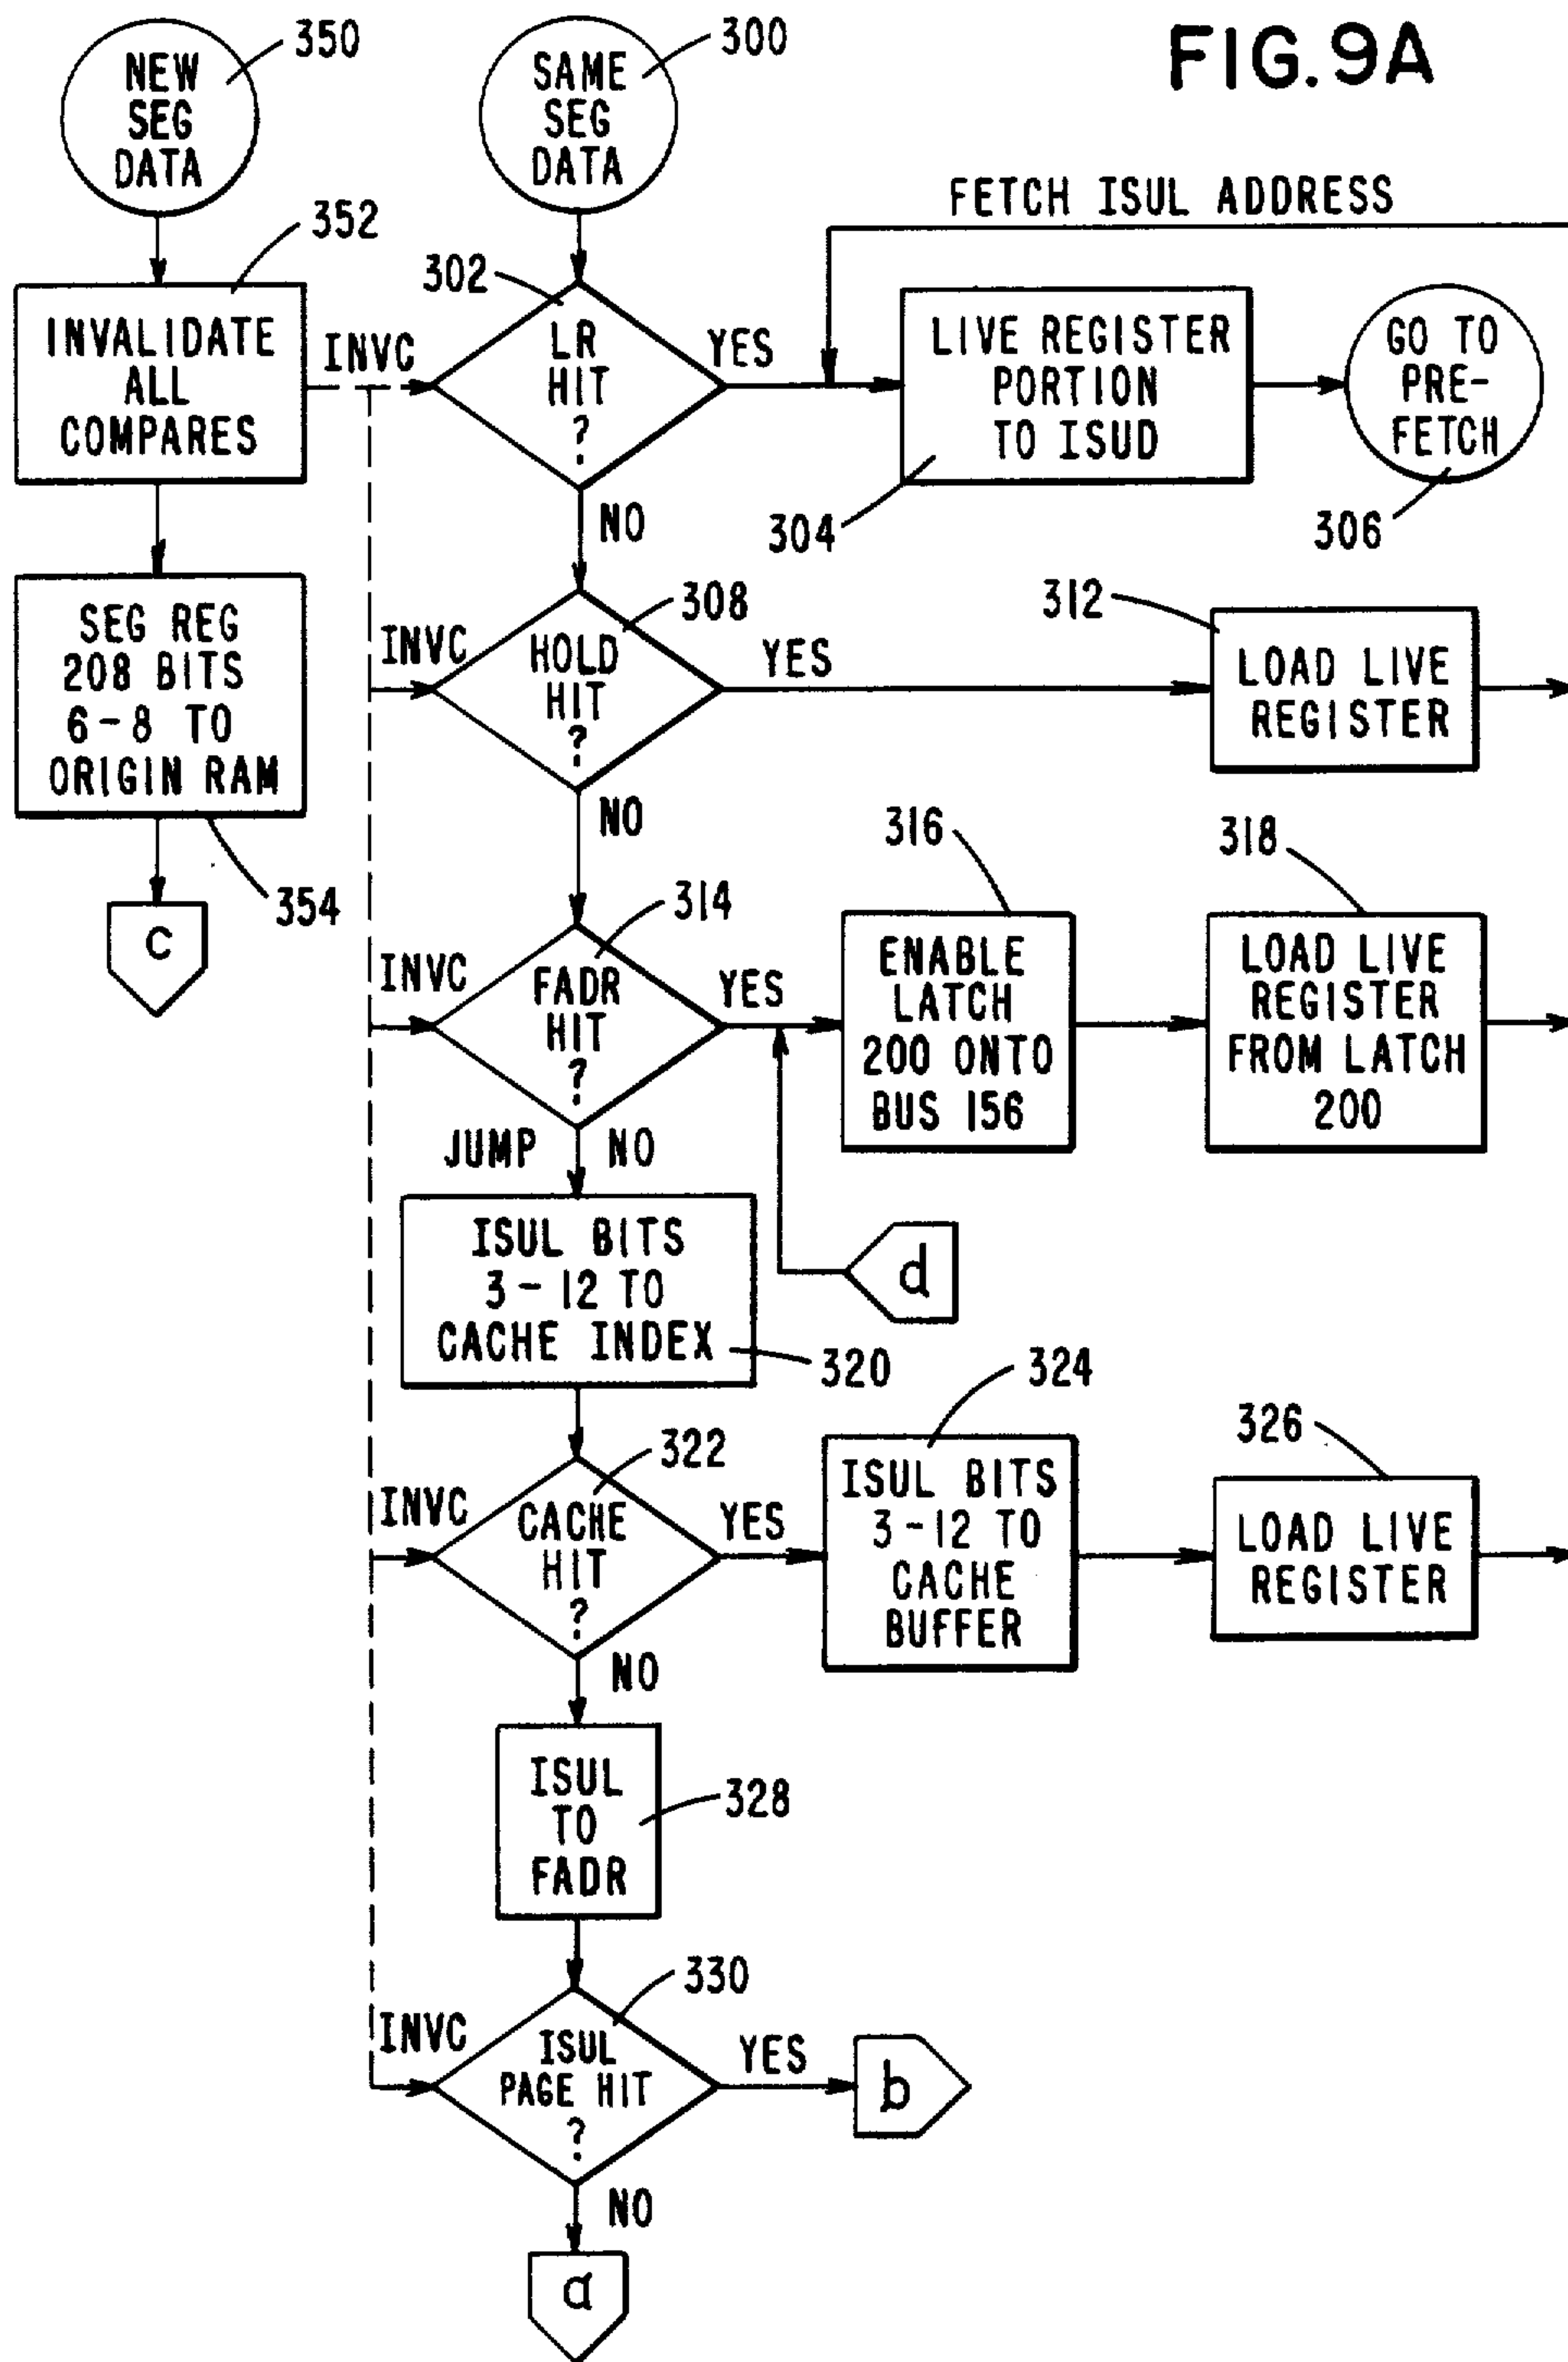 FIG. 9A
350
NEW
SEG
DATA
300
SAME
SEG
DATA
FETCH ISUL ADDRESS
352
INVALIDATE
ALL
COMPARES
INVC
302
LR
HIT
?
YES
NO
LIVE REGISTER
PORTION
TO ISUD
304
GO TO
PRE-
FETCH
306
SEG REG
208 BITS
6-8 TO
ORIGIN RAM
354
C
INVC
308
HOLD
HIT
?
YES
NO
312
LOAD LIVE
REGISTER
INVC
314
FADR
HIT
?
YES
JUMP NO
316
ENABLE
LATCH
200 ONTO
BUS 156
318
LOAD LIVE
REGISTER
FROM LATCH
200
d
ISUL BITS
3-12 TO
CACHE INDEX
320
INVC
322
CACHE
HIT
?
YES
NO
324
ISUL BITS
3-12 TO
CACHE
BUFFER
326
LOAD LIVE
REGISTER
ISUL
TO
FADR
328
INVC
330
ISUL
PAGE HIT
?
YES
b
NO
a